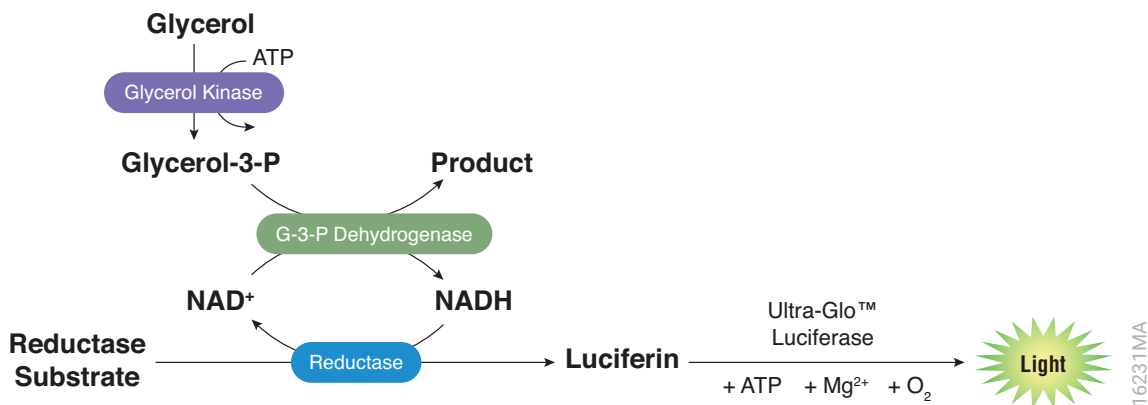 Glycerol
ATP
Glycerol Kinase
Glycerol-3-P
Product
G-3-P Dehydrogenase
NAD⁺
NADH
Reductase
Substrate
Reductase
Luciferin
Ultra-Glo™
Luciferase
+ ATP + Mg²⁺ + O₂
Light
16231MA